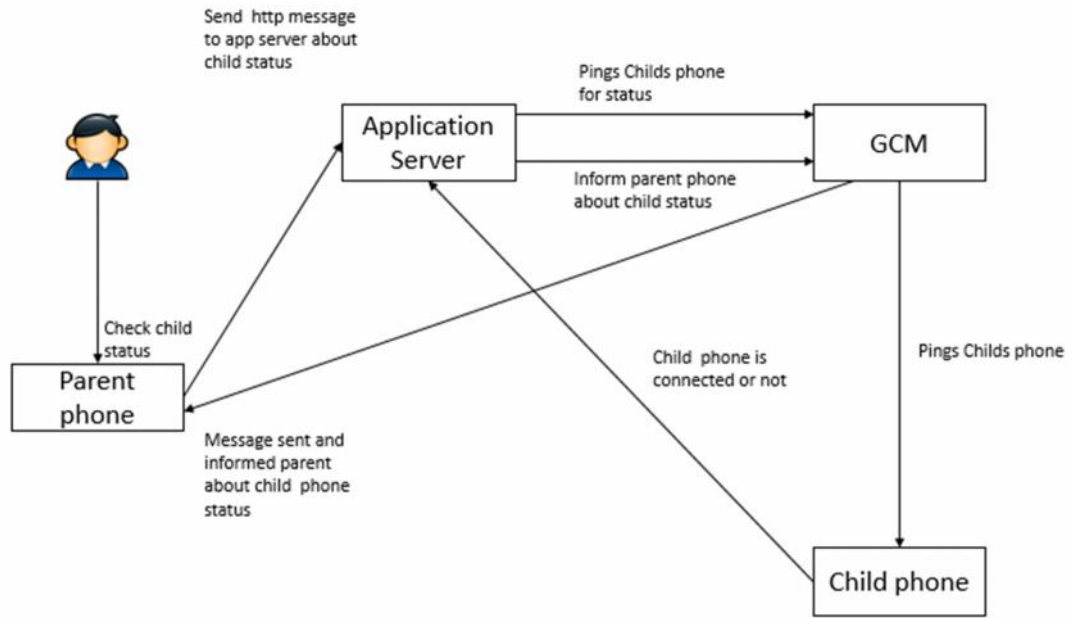 Send http message
to app server about
child status
Pings Childs phone
for status
Application
Server
GCM
Inform parent phone
about child status
Check child
status
Parent
phone
Child phone is
connected or not
Pings Childs phone
Message sent and
informed parent
about child phone
status
Child phone